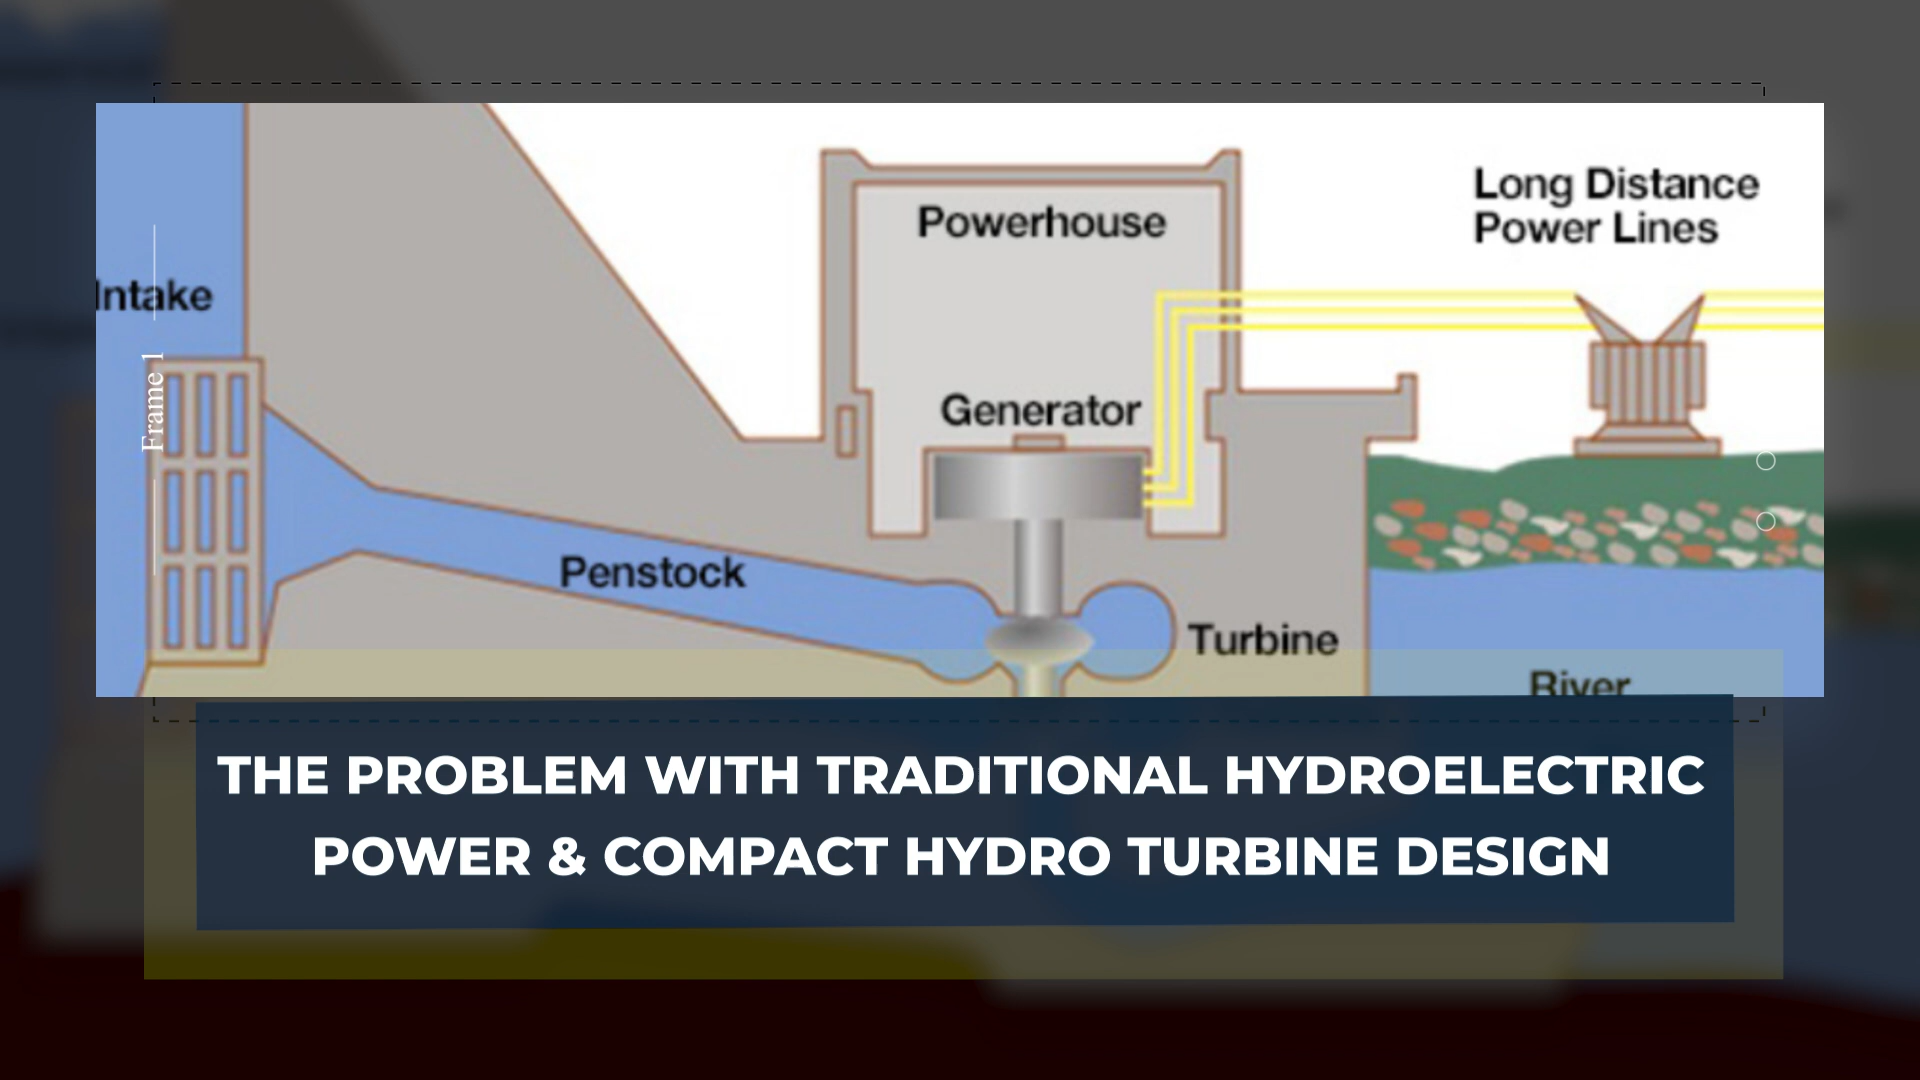 Long Distance
Power Lines
Powerhouse
Intake
Frame 1
Generator
Penstock
Turbine
River
THE PROBLEM WITH TRADITIONAL HYDROELECTRIC
POWER & COMPACT HYDRO TURBINE DESIGN